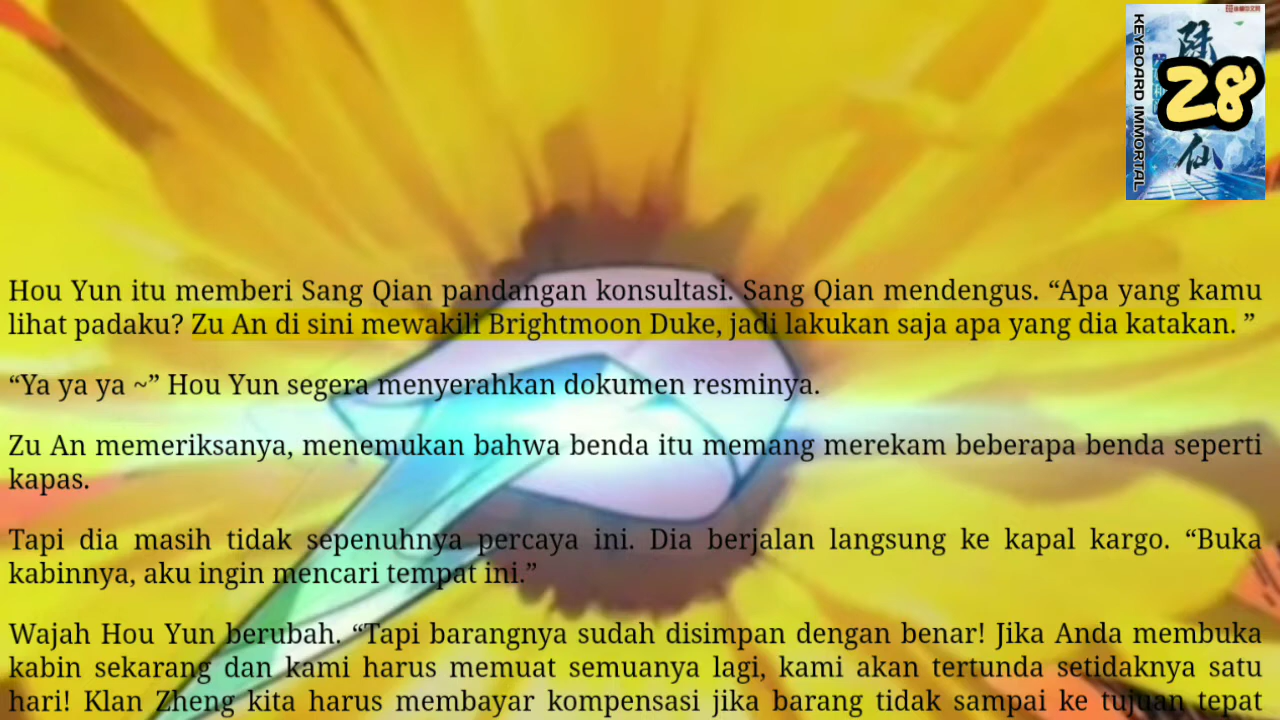 KEYBOARD IMMORTAL
28
仙
Hou Yun itu memberi Sang Qian pandangan konsultasi. Sang Qian mendengus. “Apa yang kamu
lihat padaku? Zu An di sini mewakili Brightmoon Duke, jadi lakukan saja apa yang dia katakan. ”
“Ya ya ya ~” Hou Yun segera menyerahkan dokumen resminya.
Zu An memeriksanya, menemukan bahwa benda itu memang merekam beberapa benda seperti
kapas.
Tapi dia masih tidak sepenuhnya percaya ini. Dia berjalan langsung ke kapal kargo. “Buka
kabinnya, aku ingin mencari tempat ini.”
Wajah Hou Yun berubah. “Tapi barangnya sudah disimpan dengan benar! Jika Anda membuka
kabin sekarang dan kami harus memuat semuanya lagi, kami akan tertunda setidaknya satu
hari! Klan Zheng kita harus membayar kompensasi jika barang tidak sampai ke tujuan tepat